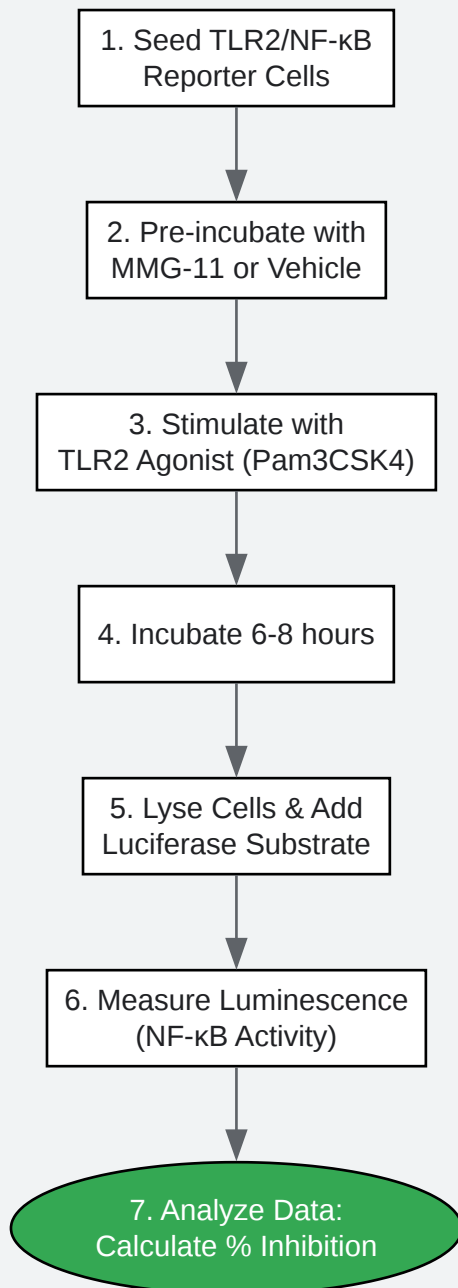 1. Seed TLR2/NF-κB
Reporter Cells
2. Pre-incubate with
MMG-11 or Vehicle
3. Stimulate with
TLR2 Agonist (Pam3CSK4)
4. Incubate 6-8 hours
5. Lyse Cells & Add
Luciferase Substrate
6. Measure Luminescence
(NF-κB Activity)
7. Analyze Data:
Calculate % Inhibition